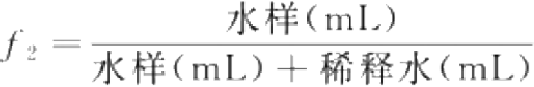 f₂ = 水样(mL) / 水样(mL) + 稀释水(mL)